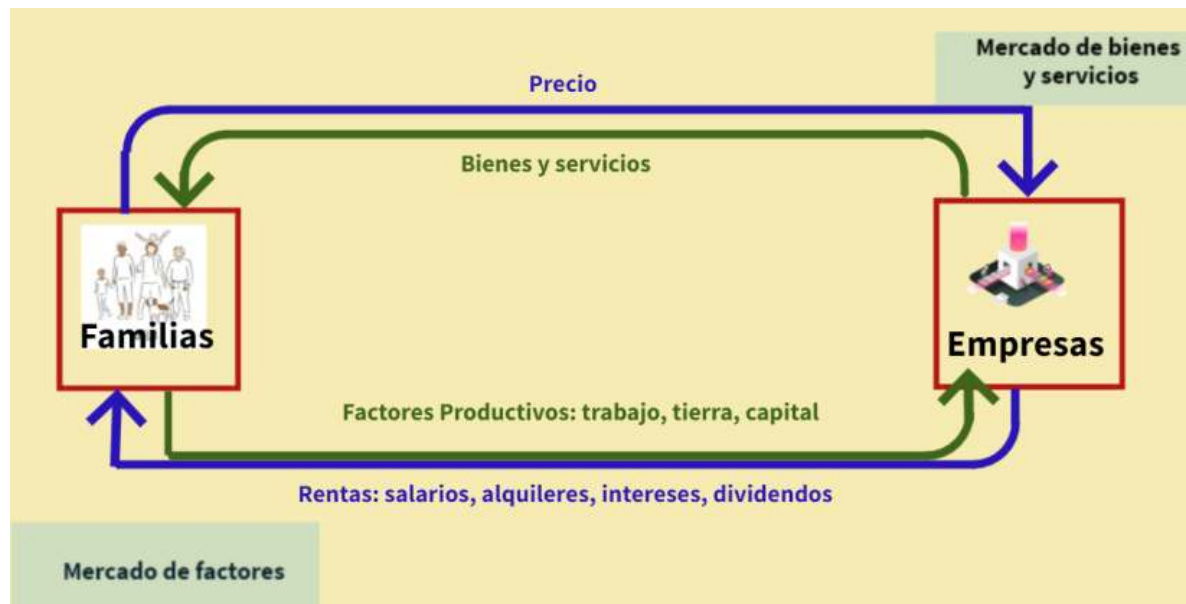 Mercado de bienes
y servicios
Precio
Bienes y servicios
Familias
Empresas
Factores Productivos: trabajo, tierra, capital
Rentas: salarios, alquileres, intereses, dividendos
Mercado de factores